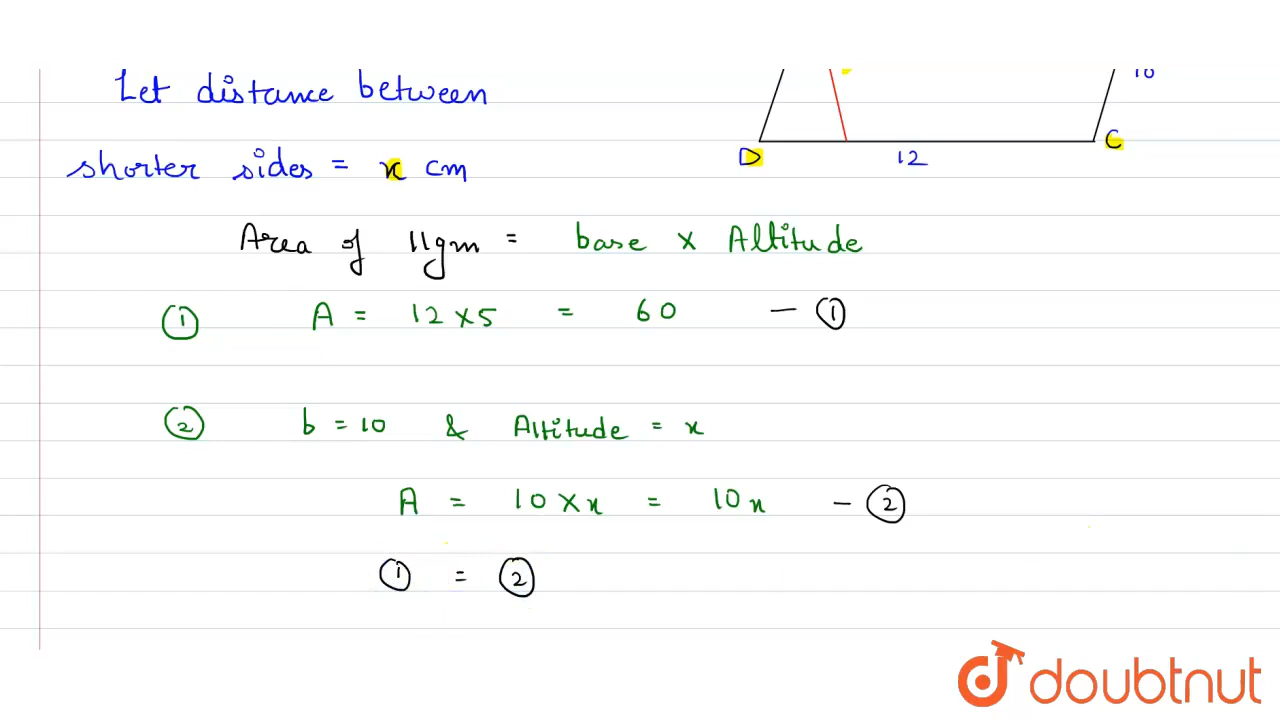 Let distance between
10
D 12 C
shorter sides = x cm
Area of llgm = base × Altitude
① A = 12 × 5 = 60 – ①
② b = 10 & Altitude = x
A = 10 × x = 10x – ②
① = ②
doubtnut